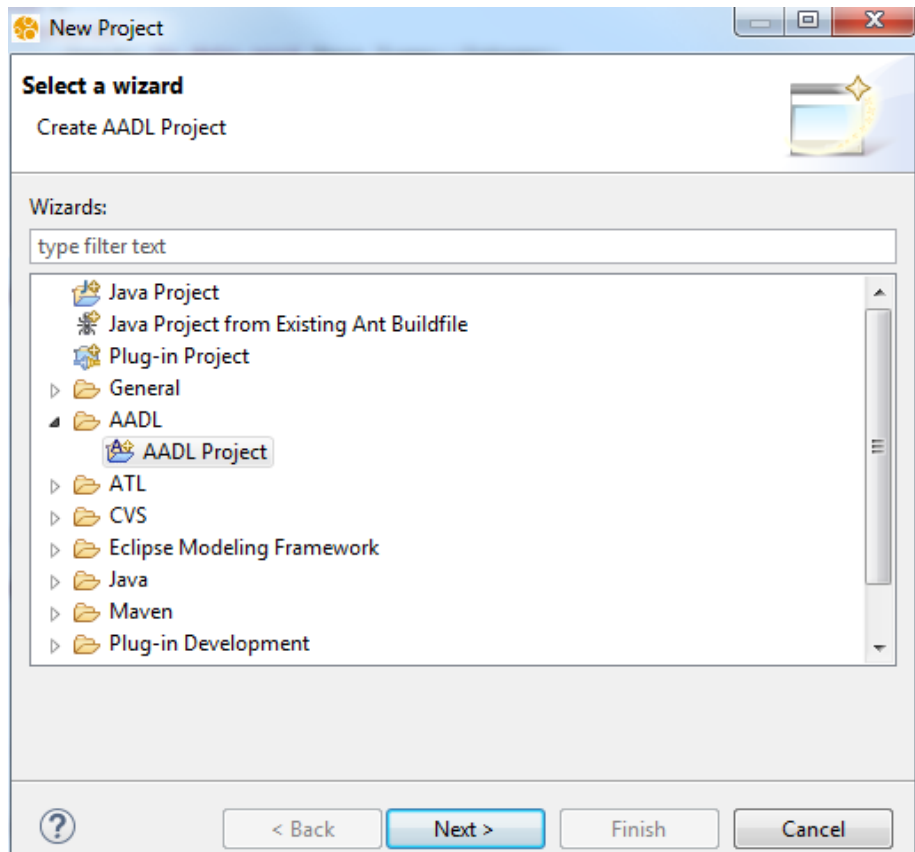 New Project
Select a wizard
Create AADL Project
Wizards:
type filter text
Java Project
Java Project from Existing Ant Buildfile
Plug-in Project
General
AADL
AADL Project
ATL
CVS
Eclipse Modeling Framework
Java
Maven
Plug-in Development
< Back Next > Finish Cancel